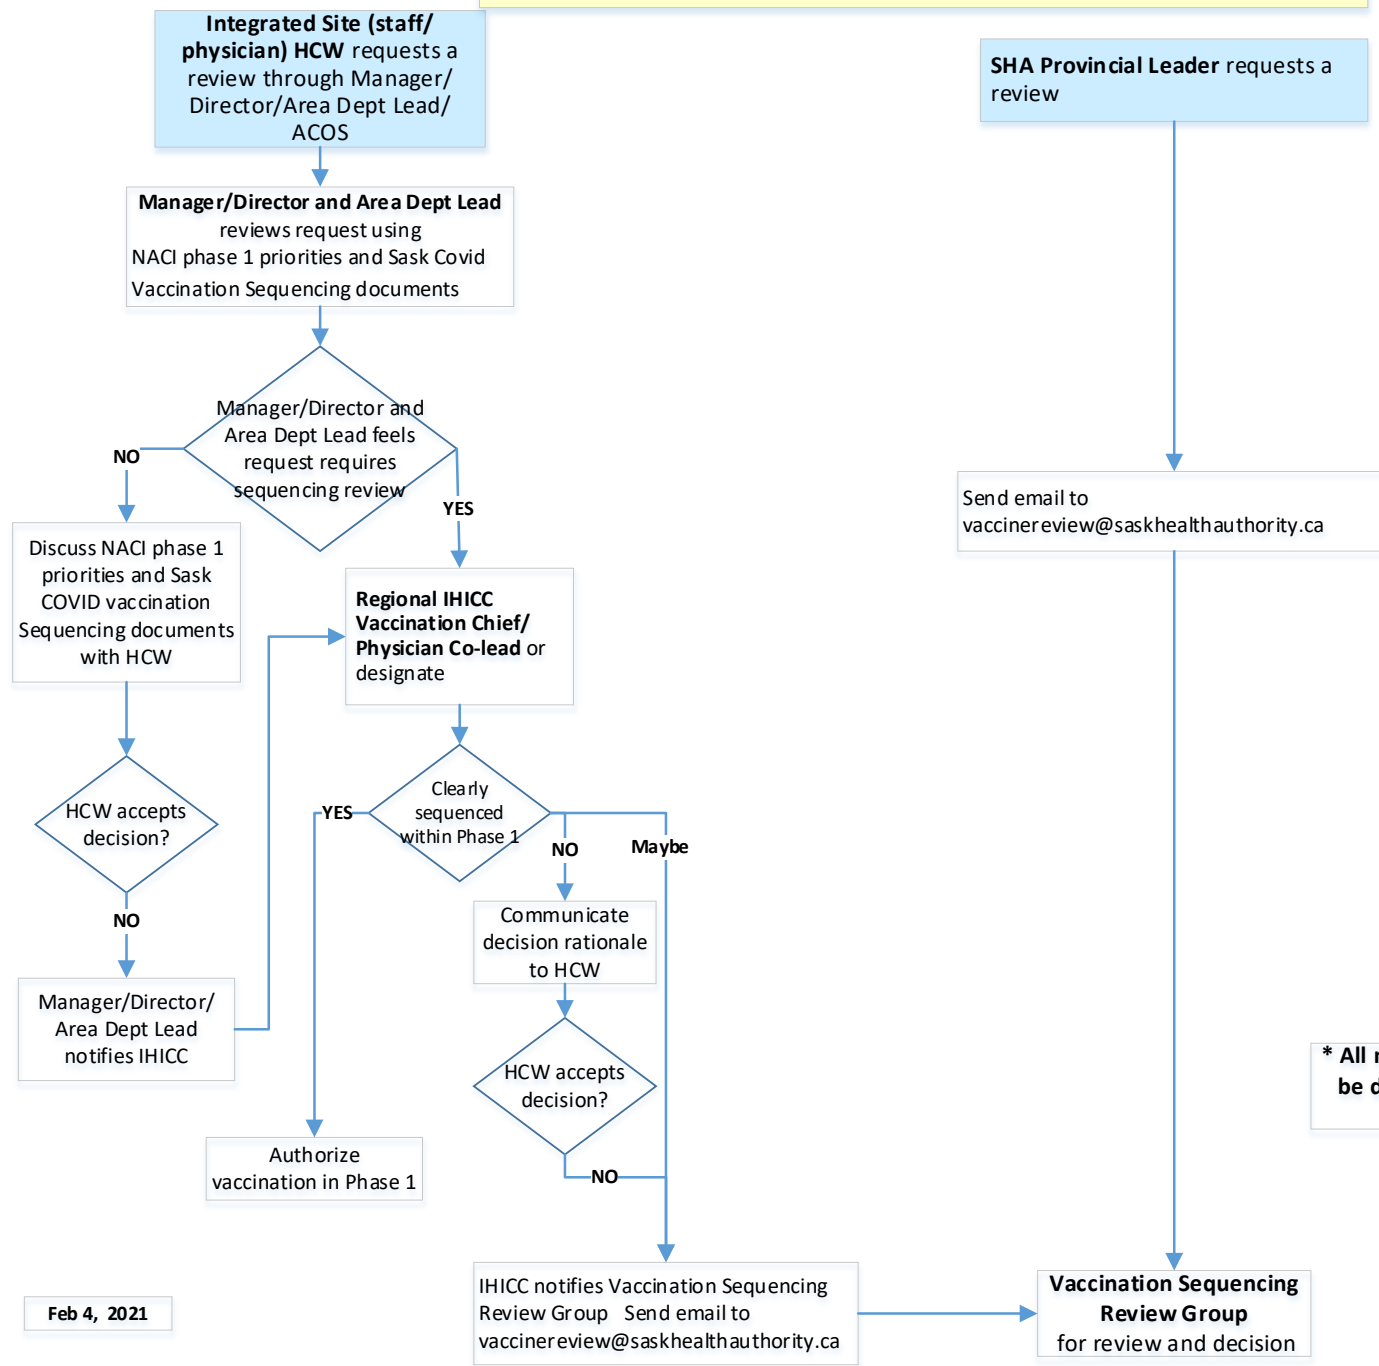 Integrated Site (staff/
physician) HCW requests a
review through Manager/
Director/Area Dept Lead/
ACOS
SHA Provincial Leader requests a
review
Manager/Director and Area Dept Lead
reviews request using
NACI phase 1 priorities and Sask Covid
Vaccination Sequencing documents
Manager/Director and
Area Dept Lead feels
request requires
sequencing review
NO
YES
Send email to
vaccinereview@saskhealthauthority.ca
Discuss NACI phase 1
priorities and Sask
COVID vaccination
Sequencing documents
with HCW
Regional IHICC
Vaccination Chief/
Physician Co-lead or
designate
HCW accepts
decision?
Clearly
sequenced
within Phase 1
YES
NO
Maybe
NO
Communicate
decision rationale
to HCW
Manager/Director/
Area Dept Lead
notifies IHICC
HCW accepts
decision?
* All
be
Authorize
vaccination in Phase 1
NO
IHICC notifies Vaccination Sequencing
Review Group   Send email to
vaccinereview@saskhealthauthority.ca
Vaccination Sequencing
Review Group
for review and decision
Feb 4, 2021